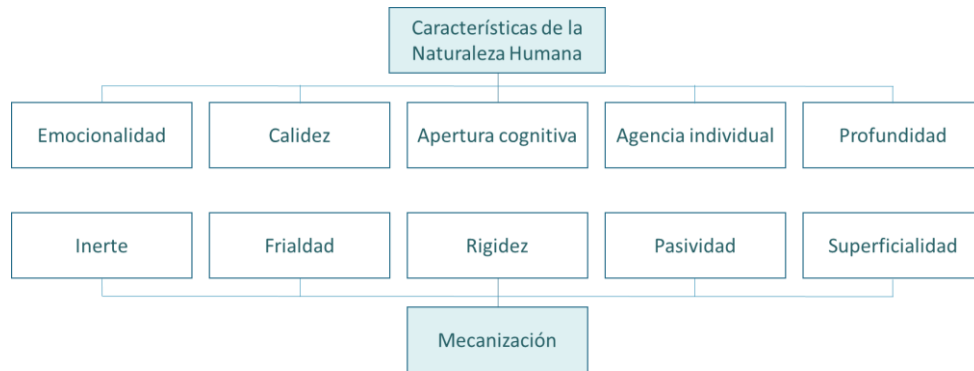 Características de la
Naturaleza Humana
Emocionalidad
Calidez
Apertura cognitiva
Agencia individual
Profundidad
Inerte
Frialdad
Rigidez
Pasividad
Superficialidad
Mecanización